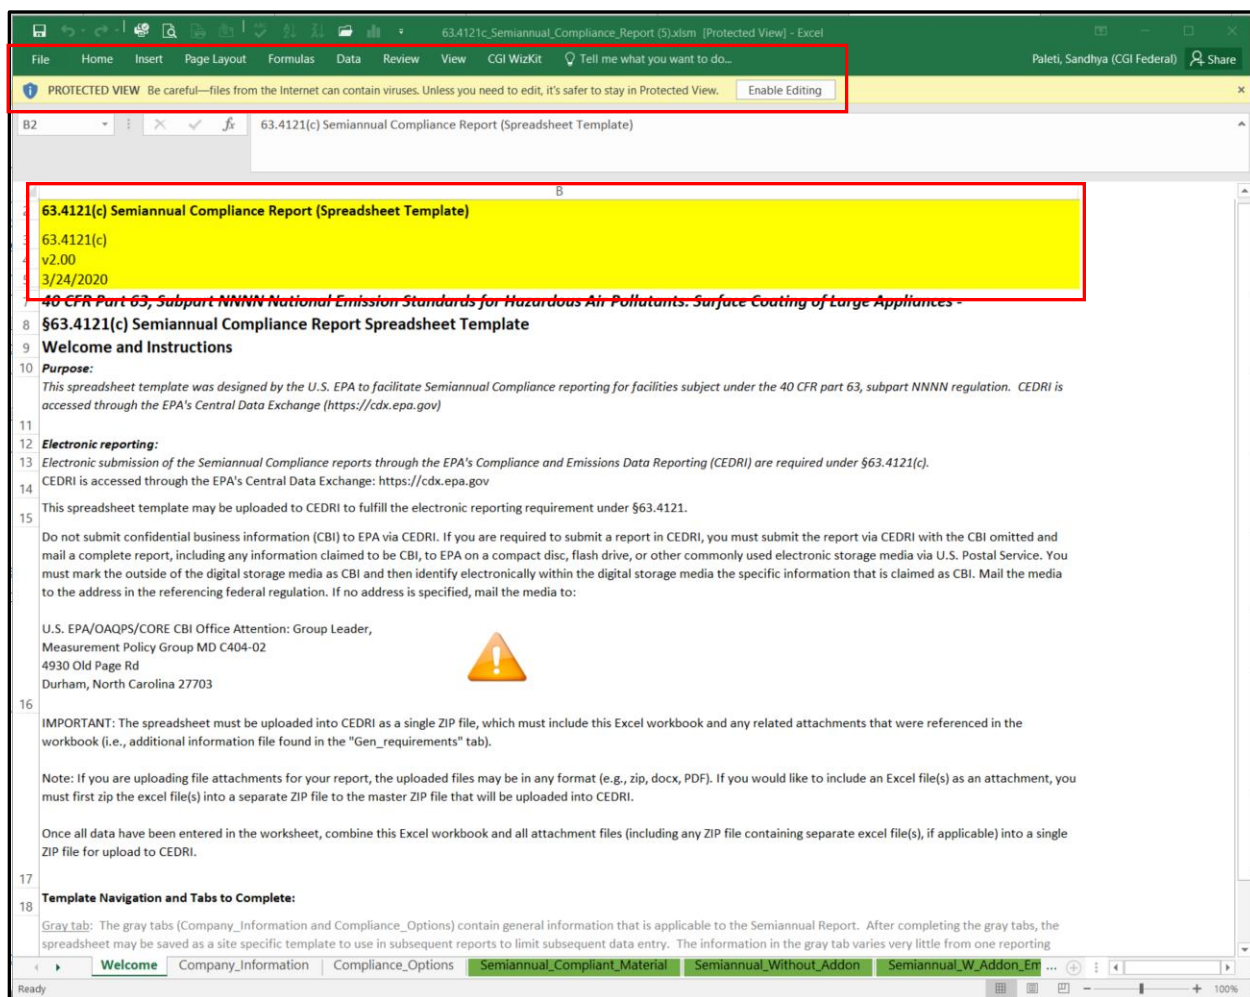 63.4121c_Semiannual_Compliance_Report (5).xlsm [Protected View] - Excel
File Home Insert Page Layout Formulas Data Review View CGI WizKit Tell me what you want to do... Paleti, Sandhya (CGI Federal) Share
PROTECTED VIEW Be careful—files from the Internet can contain viruses. Unless you need to edit, it's safer to stay in Protected View. Enable Editing
B2 fx 63.4121(c) Semiannual Compliance Report (Spreadsheet Template)
B
2 63.4121(c) Semiannual Compliance Report (Spreadsheet Template)
3 63.4121(c)
4 v2.00
5 3/24/2020
7 40 CFR Part 63, Subpart NNNN National Emission Standards for Hazardous Air Pollutants: Surface Coating of Large Appliances -
8 §63.4121(c) Semiannual Compliance Report Spreadsheet Template
9 Welcome and Instructions
10 Purpose:
This spreadsheet template was designed by the U.S. EPA to facilitate Semiannual Compliance reporting for facilities subject under the 40 CFR part 63, subpart NNNN regulation. CEDRI is
accessed through the EPA's Central Data Exchange (https://cdx.epa.gov)
11
12 Electronic reporting:
13 Electronic submission of the Semiannual Compliance reports through the EPA's Compliance and Emissions Data Reporting (CEDRI) are required under §63.4121(c).
14 CEDRI is accessed through the EPA's Central Data Exchange: https://cdx.epa.gov
15 This spreadsheet template may be uploaded to CEDRI to fulfill the electronic reporting requirement under §63.4121.
Do not submit confidential business information (CBI) to EPA via CEDRI. If you are required to submit a report in CEDRI, you must submit the report via CEDRI with the CBI omitted and
mail a complete report, including any information claimed to be CBI, to EPA on a compact disc, flash drive, or other commonly used electronic storage media via U.S. Postal Service. You
must mark the outside of the digital storage media as CBI and then identify electronically within the digital storage media the specific information that is claimed as CBI. Mail the media
to the address in the referencing federal regulation. If no address is specified, mail the media to:
U.S. EPA/OAQPS/CORE CBI Office Attention: Group Leader,
Measurement Policy Group MD C404-02
4930 Old Page Rd
Durham, North Carolina 27703
16
IMPORTANT: The spreadsheet must be uploaded into CEDRI as a single ZIP file, which must include this Excel workbook and any related attachments that were referenced in the
workbook (i.e., additional information file found in the "Gen_requirements" tab).
Note: If you are uploading file attachments for your report, the uploaded files may be in any format (e.g., zip, docx, PDF). If you would like to include an Excel file(s) as an attachment, you
must first zip the excel file(s) into a separate ZIP file to the master ZIP file that will be uploaded into CEDRI.
Once all data have been entered in the worksheet, combine this Excel workbook and all attachment files (including any ZIP file containing separate excel file(s), if applicable) into a single
ZIP file for upload to CEDRI.
17
18 Template Navigation and Tabs to Complete:
Gray tab: The gray tabs (Company_Information and Compliance_Options) contain general information that is applicable to the Semiannual Report. After completing the gray tabs, the
spreadsheet may be saved as a site specific template to use in subsequent reports to limit subsequent data entry. The information in the gray tab varies very little from one reporting
Welcome Company_Information Compliance_Options Semiannual_Compliant_Material Semiannual_Without_Addon Semiannual_W_Addon_Em ...
Ready 100%